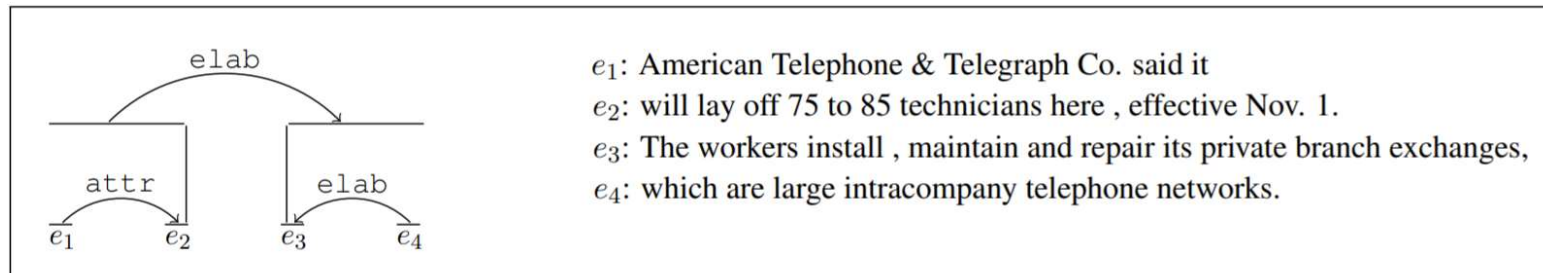 elab
attr
elab
e1
e2
e3
e4
e1: American Telephone & Telegraph Co. said it
e2: will lay off 75 to 85 technicians here , effective Nov. 1.
e3: The workers install , maintain and repair its private branch exchanges,
e4: which are large intracompany telephone networks.